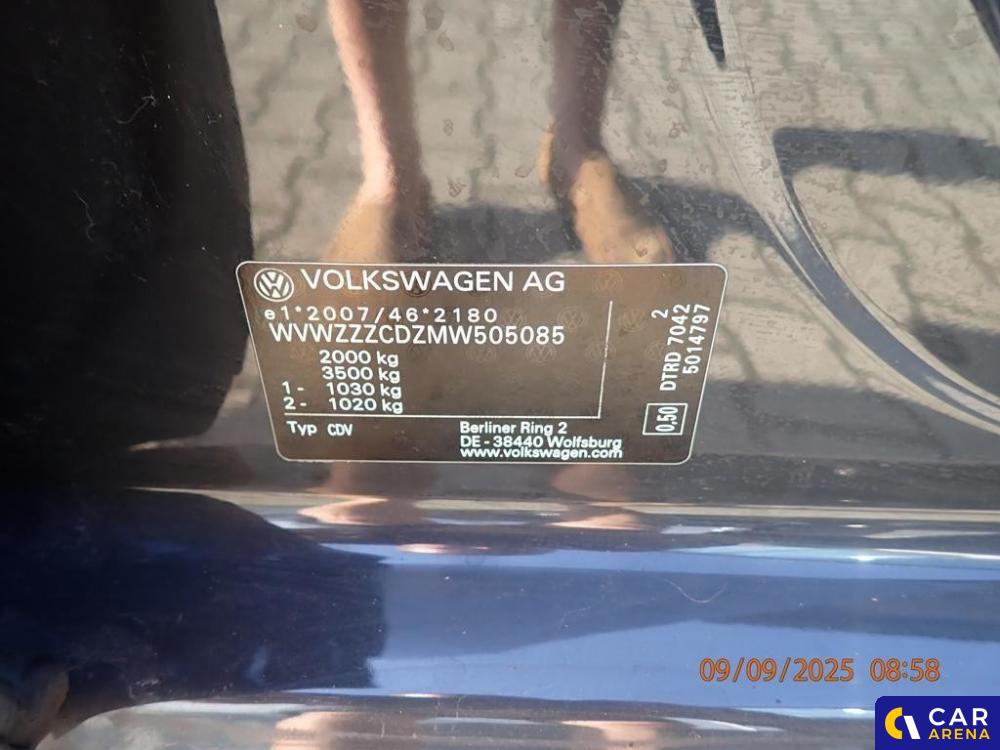 VOLKSWAGEN AG
e1*2007/46*2180
WVWZZZCDZMW505085
2000 kg
3500 kg
1- 1030 kg
2- 1020 kg
Typ CDV
Berliner Ring 2
DE-38440 Wolfsburg
www.volkswagen.com
2
DTRD 7042
5014797
0,50
09/09/2025 08:58
CAR
ARENA